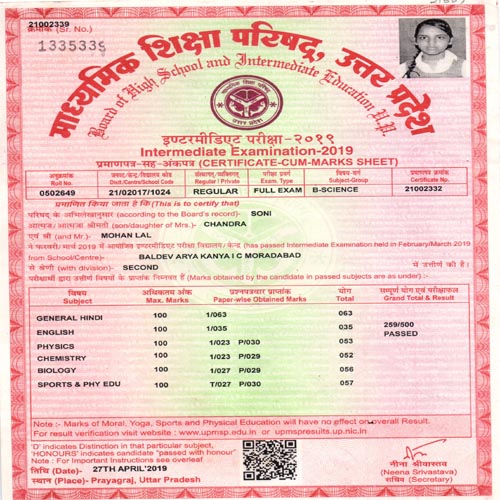 21002339
क्रमांक (Sr. No.)
1335339
माध्यमिक शिक्षा परिषद, उत्तर प्रदेश
Board of High School and Intermediate Education U.P.
इण्टरमीडिएट परीक्षा-२०१९
Intermediate Examination-2019
प्रमाणपत्र-सह-अंकपत्र (CERTIFICATE-CUM-MARKS SHEET)
अनुक्रमांक जनपद/केन्द्र/विद्यालय कोड संस्थागत/व्यक्तिगत परीक्षा प्रकार विषय-वर्ग प्रमाणपत्र क्रमांक
Roll No. Distt/Centre/School Code Regular / Private Exam. Type Subject-Group Certificate No.
0502649 21/02017/1024 REGULAR FULL EXAM B-SCIENCE 21002332
प्रमाणित किया जाता है कि(This is to certify that)
परिषद के अभिलेखानुसार (according to the Board's record)- SONI
आत्मज/आत्मजा श्रीमती (son/daughter of Mrs.)- CHANDRA
एवं श्री (and Mr.)- MOHAN LAL
ने फरवरी/मार्च 2019 में आयोजित इण्टरमीडिएट परीक्षा विद्यालय/केन्द्र (has passed Intermediate Examination held in February/March 2019
from School/Centre)- BALDEV ARYA KANYA I C MORADABAD
से श्रेणी (with division)- SECOND में उत्तीर्ण की है।
परीक्षार्थी द्वारा उत्तीर्ण विषयों के प्राप्तांक निम्नवत हैं (Marks obtained by the candidate in passed subjects are as under) :-
विषय अधिकतम अंक प्रश्नपत्रवार प्राप्तांक योग सम्पूर्ण योग एवं परीक्षाफल
Subject Max. Marks Paper-wise Obtained Marks Total Grand Total & Result
GENERAL HINDI 100 1/063 063
ENGLISH 100 1/035 035 259/500
PASSED
PHYSICS 100 1/023 P/030 053
CHEMISTRY 100 1/023 P/029 052
BIOLOGY 100 1/027 P/029 056
SPORTS & PHY EDU 100 T/027 P/030 057
Note :- Marks of Moral, Yoga, Sports and Physical Education will have no effect on overall Result.
For result verification visit website : www.upmsp.edu.in or upmspresults.up.nic.in
'D' indicates Distinction in that particular subject,
'HONOURS' indicates candidate "passed with honour"
Note : For Important Instructions see overleaf
तिथि (Date)- 27TH APRIL'2019
स्थान (Place)- Prayagraj, Uttar Pradesh
नीना श्रीवास्तव
(Neena Srivastava)
सचिव (Secretary)